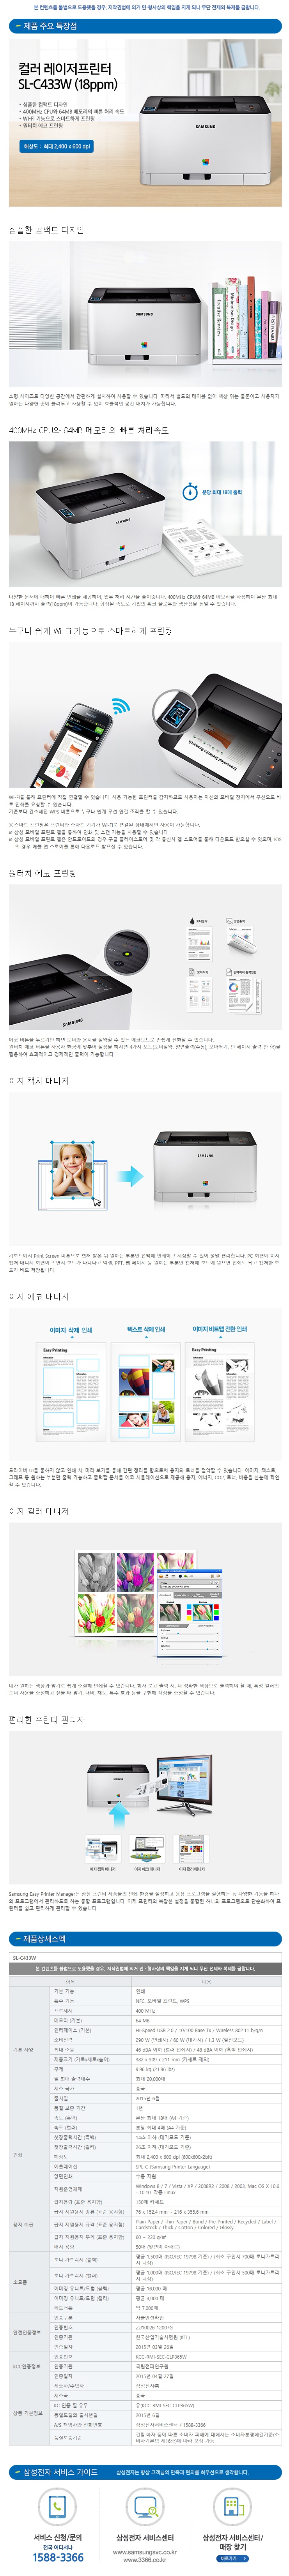 본 컨텐츠를 불법으로 도용했을 경우, 저작권법에 의거 민·형사상의 책임을 지게 되니 무단 전재와 복제를 금합니다.
제품 주요 특장점
컬러 레이저프린터
SL-C433W (18ppm)
• 심플한 컴팩트 디자인
• 400MHz CPU와 64MB 메모리의 빠른 처리 속도
• Wi-Fi 기능으로 스마트하게 프린팅
• 원터치 에코 프린팅
해상도 : 최대 2,400 x 600 dpi
SAMSUNG
심플한 콤팩트 디자인
SAMSUNG
소형 사이즈로 다양한 공간에서 간편하게 설치하여 사용할 수 있습니다. 따라서 별도의 테이블 없이 책상 위는 물론이고 사용자가
원하는 다양한 곳에 올려두고 사용할 수 있어 효율적인 공간 배치가 가능합니다.
400MHz CPU와 64MB 메모리의 빠른 처리속도
분당 최대 18매 출력
다양한 문서에 대하여 빠른 인쇄를 제공하여, 업무 처리 시간을 줄여줍니다. 400MHz CPU와 64MB 메모리를 사용하여 분당 최대
18 페이지까지 출력(18ppm)이 가능합니다. 향상된 속도로 기업의 워크 플로우와 생산성을 높일 수 있습니다.
누구나 쉽게 Wi-Fi 기능으로 스마트하게 프린팅
Wi-Fi를 통해 프린터에 직접 연결할 수 있습니다. 사용 가능한 프린터를 감지하므로 사용자는 자신의 모바일 장치에서 무선으로 바
로 인쇄를 요청할 수 있습니다.
기존보다 간소해진 WPS 버튼으로 누구나 쉽게 무선 연결 조작을 할 수 있습니다.
※ 스마트 프린팅은 프린터와 스마트 기기가 Wi-Fi로 연결된 상태에서만 사용이 가능합니다.
※ 삼성 모바일 프린트 앱을 통하여 인쇄 및 스캔 기능을 사용할 수 있습니다.
※ 삼성 모바일 프린트 앱은 안드로이드의 경우 구글 플레이스토어 및 각 통신사 앱 스토어를 통해 다운로드 받으실 수 있으며, iOS
의 경우 애플 앱 스토어를 통해 다운로드 받으실 수 있습니다.
원터치 에코 프린팅
토너절약
양면출력
모아찍기
에코 버튼을 누르기만 하면 토너와 용지를 절약할 수 있는 에코모드로 손쉽게 전환할 수 있습니다.
원터치 에코 버튼을 사용자 환경에 맞추어 설정을 하시면 4가지 모드(토너절약, 양면출력(수동), 모아찍기, 빈 페이지 출력 안 함)를
활용하여 효과적이고 경제적인 출력이 가능합니다.
이지 캡처 매니저
SAMSUNG
키보드에서 Print Screen 버튼으로 캡처 받은 뒤 원하는 부분만 선택해 인쇄하고 저장할 수 있어 정말 편리합니다. PC 화면에 이지
캡처 매니저 화면이 뜨면서 보드가 나타나고 엑셀, PPT, 웹 페이지 등 원하는 부분만 캡처해 보드에 넣으면 인쇄도 되고 캡처한 보
드가 바로 저장됩니다.
이지 에코 매니저
이미지 삭제 인쇄
텍스트 삭제 인쇄
이미지 비트맵 전환 인쇄
Easy Printing
Easy Printing
드라이버 UI를 통하지 않고 인쇄 시, 미리 보기를 통해 간편 정리를 함으로써 용지와 토너를 절약할 수 있습니다. 이미지, 텍스트,
그래프 등 원하는 부분만 출력 가능하고 출력할 문서를 에코 시뮬레이션으로 제공해 용지, 에너지, CO2, 토너, 비용을 한눈에 확인
할 수 있습니다.
이지 컬러 매니저
내가 원하는 색상과 밝기로 쉽게 조절해 인쇄할 수 있습니다. 회사 로고 출력 시, 더 정확한 색상으로 출력해야 할 때, 특정 컬러의
토너 사용을 조정하고 싶을 때 밝기, 대비, 채도, 특수 효과 등을 구현해 색상을 조정할 수 있습니다.
편리한 프린터 관리자
이지 캡처 매니저
이지 에코 매니저
이지 컬러 매니저
Samsung Easy Printer Manager는 삼성 프린터 제품들의 인쇄 환경을 설정하고 응용 프로그램을 실행하는 등 다양한 기능을 하나
의 프로그램에서 관리하도록 하는 통합 프로그램입니다. 이제 프린터의 복잡한 설정을 통합된 하나의 프로그램으로 단순화하여 프
린터를 쉽고 편리하게 관리할 수 있습니다.
제품상세스펙
SL-C433W
본 컨텐츠를 불법으로 도용했을 경우, 저작권법에 의거 민·형사상의 책임을 지게 되니 무단 전재와 복제를 금합니다.
항목 내용
기본 사양
기본 기능 인쇄
특수 기능 NFC, 모바일 프린트, WPS
프로세서 400 MHz
메모리 (기본) 64 MB
인터페이스 (기본) Hi-Speed USB 2.0 / 10/100 Base Tx / Wireless 802.11 b/g/n
소비전력 290 W (인쇄시) / 60 W (대기시) / 1.3 W (절전모드)
최대 소음 46 dBA 이하 (컬러 인쇄시) / 48 dBA 이하 (흑백 인쇄시)
제품크기 (가로x세로x높이) 382 x 309 x 211 mm (카세트 제외)
무게 9.96 kg (21.96 lbs)
월 최대 출력매수 최대 20,000매
제조 국가 중국
출시일 2015년 6월
품질 보증 기간 1년
인쇄
속도 (흑백) 분당 최대 18매 (A4 기준)
속도 (컬러) 분당 최대 4매 (A4 기준)
첫장출력시간 (흑백) 14초 이하 (대기모드 기준)
첫장출력시간 (컬러) 26초 이하 (대기모드 기준)
해상도 최대 2,400 x 600 dpi (600x600x2bit)
에뮬레이션 SPL-C (Samsung Printer Langauge)
양면인쇄 수동 지원
지원운영체제 Windows 8 / 7 / Vista / XP / 2008R2 / 2008 / 2003, Mac OS X 10.6
- 10.10, 각종 Linux
용지 취급
급지용량 (표준 용지함) 150매 카세트
급지 지원용지 종류 (표준 용지함) 76 x 152.4 mm ~ 216 x 355.6 mm
급지 지원용지 규격 (표준 용지함) Plain Paper / Thin Paper / Bond / Pre-Printed / Recycled / Label /
CardStock / Thick / Cotton / Colored / Glossy
급지 지원용지 무게 (표준 용지함) 60 ~ 220 g/㎡
배지 용량 50매 (앞면이 아래로)
소모품
토너 카트리지 (블랙) 평균 1,500매 (ISO/IEC 19798 기준) / (최초 구입시 700매 토너카트리
지 내장)
토너 카트리지 (컬러) 평균 1,000매 (ISO/IEC 19798 기준) / (최초 구입시 500매 토너카트리
지 내장)
이미징 유니트/드럼 (블랙) 평균 16,000 매
이미징 유니트/드럼 (컬러) 평균 4,000 매
폐토너통 약 7,000매
안전인증정보
인증구분 자율안전확인
인증번호 ZU10026-12007G
인증기관 한국산업기술시험원 (KTL)
인증일자 2015년 03월 26일
KCC인증정보
인증번호 KCC-RMI-SEC-CLP365W
인증기관 국립전파연구원
인증일자 2015년 04월 27일
상품 기본정보
제조자/수입자 삼성전자㈜
제조국 중국
KC 인증 필 유무 유(KCC-RMI-SEC-CLP365W)
동일모델의 출시년월 2015년 6월
A/S 책임자와 전화번호 삼성전자서비스센터 / 1588-3366
품질보증기준 결함·하자 등에 따른 소비자 피해에 대해서는 소비자분쟁해결기준(소
비자기본법 제16조)에 따라 보상 가능
삼성전자 서비스 가이드
삼성전자는 항상 고객님의 만족과 편의를 최우선으로 생각합니다.
서비스 신청/문의
전국 어디서나
1588-3366
삼성전자 서비스센터
www.samsungsvc.co.kr
www.3366.co.kr
삼성전자 서비스센터/
매장 찾기
바로가기